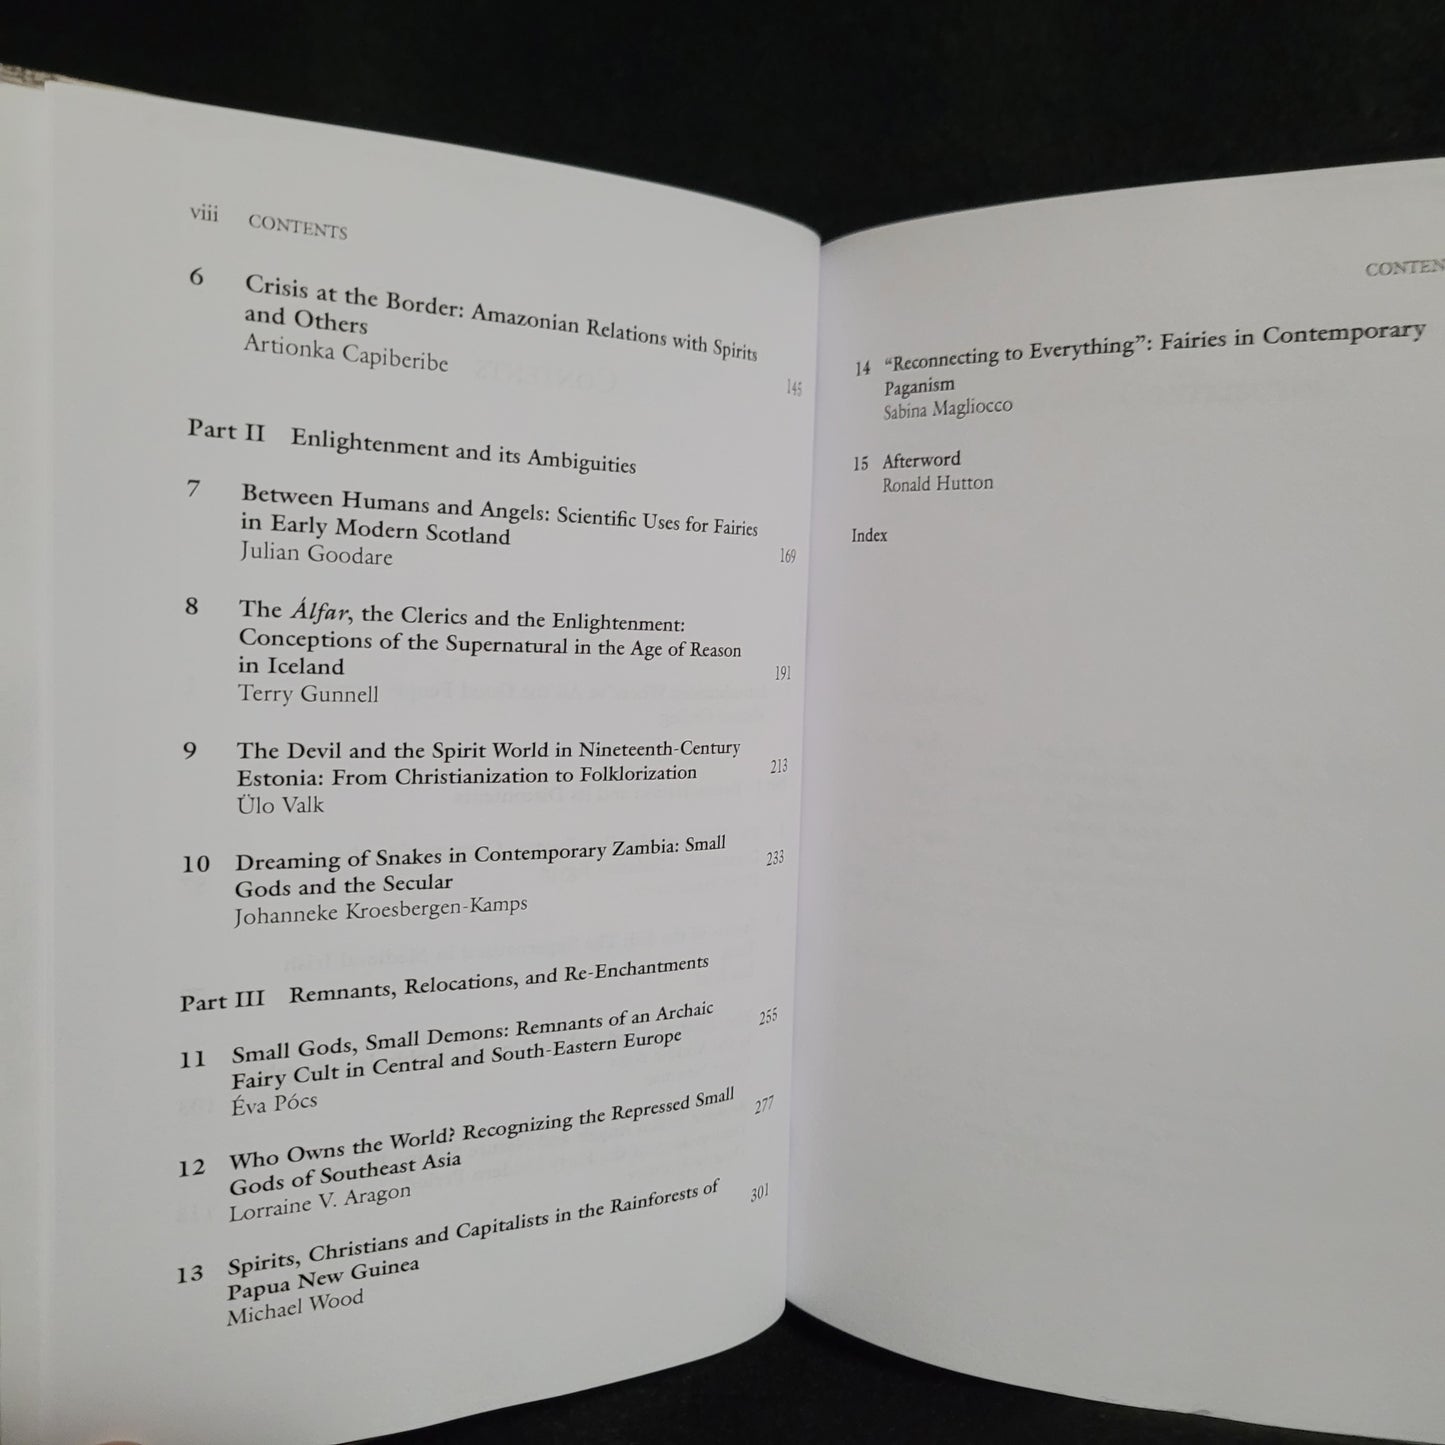 viii CONTENTS
6 Crisis at the Border: Amazonian Relations with Spirits
and Others
Artionka Capiberibe 145
Part II Enlightenment and its Ambiguities
7 Between Humans and Angels: Scientific Uses for Fairies
in Early Modern Scotland
Julian Goodare 169
8 The Álfar, the Clerics and the Enlightenment:
Conceptions of the Supernatural in the Age of Reason
in Iceland 191
Terry Gunnell
9 The Devil and the Spirit World in Nineteenth-Century
Estonia: From Christianization to Folklorization 213
Ülo Valk
10 Dreaming of Snakes in Contemporary Zambia: Small
Gods and the Secular 233
Johanneke Kroesbergen-Kamps
Part III Remnants, Relocations, and Re-Enchantments
11 Small Gods, Small Demons: Remnants of an Archaic 255
Fairy Cult in Central and South-Eastern Europe
Éva Pócs
12 Who Owns the World? Recognizing the Repressed Small 277
Gods of Southeast Asia
Lorraine V. Aragon
13 Spirits, Christians and Capitalists in the Rainforests of 301
Papua New Guinea
Michael Wood
CONTEN
14 “Reconnecting to Everything”: Fairies in Contemporary
Paganism
Sabina Magliocco
15 Afterword
Ronald Hutton
Index